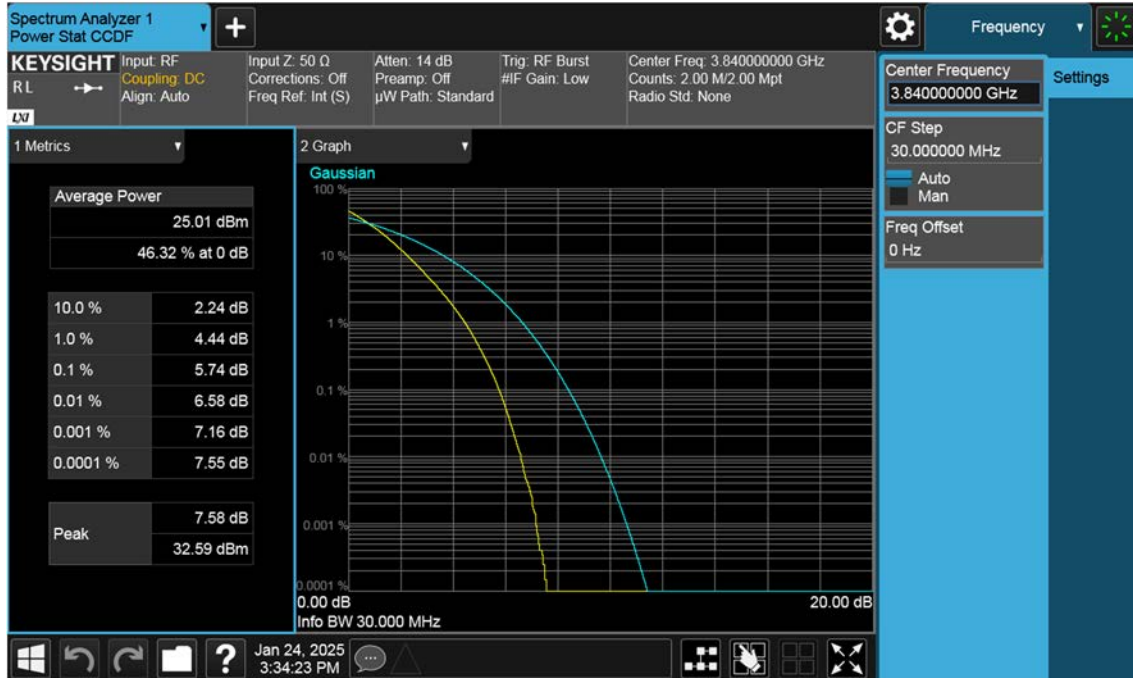 Spectrum Analyzer 1
Power Stat CCDF
Frequency
KEYSIGHT
R L
LXI
Input: RF
Coupling: DC
Align: Auto
Input Z: 50 Ω
Corrections: Off
Freq Ref: Int (S)
Atten: 14 dB
Preamp: Off
µW Path: Standard
Trig: RF Burst
#IF Gain: Low
Center Freq: 3.840000000 GHz
Counts: 2.00 M/2.00 Mpt
Radio Std: None
Center Frequency
3.840000000 GHz
Settings
CF Step
30.000000 MHz
Auto
Man
Freq Offset
0 Hz
1 Metrics
Average Power
25.01 dBm
46.32 % at 0 dB
10.0 % 2.24 dB
1.0 % 4.44 dB
0.1 % 5.74 dB
0.01 % 6.58 dB
0.001 % 7.16 dB
0.0001 % 7.55 dB
Peak
7.58 dB
32.59 dBm
2 Graph
Gaussian
100 %
10 %
1 %
0.1 %
0.01 %
0.001 %
0.0001 %
0.00 dB 20.00 dB
Info BW 30.000 MHz
?
Jan 24, 2025
3:34:23 PM